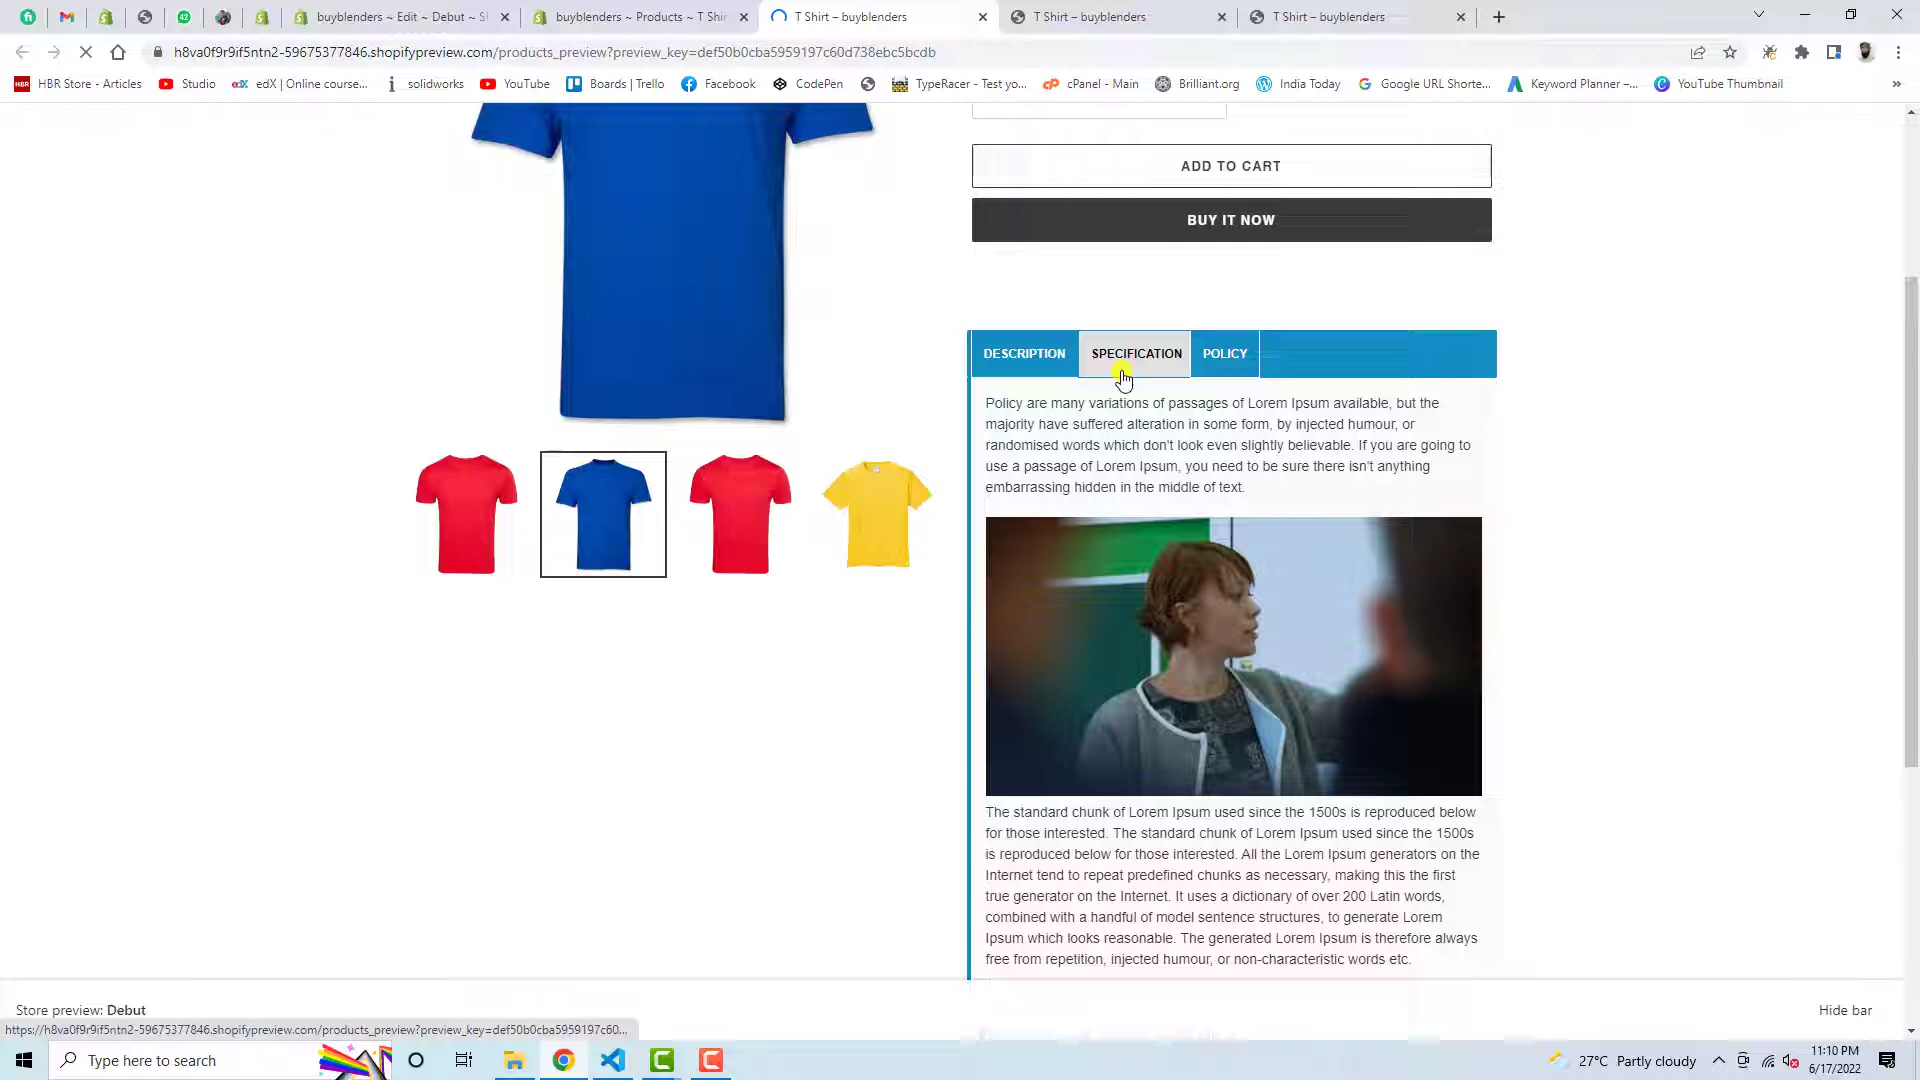 buyblenders ~ Edit ~ Debut ~ S
buyblenders ~ Products ~ T Shir
T Shirt – buyblenders
T Shirt – buyblenders
T Shirt – buyblenders
h8va0f9r9if5ntn2-59675377846.shopifypreview.com/products_preview?preview_key=def50b0cba5959197c60d738ebc5bcdb
HBR Store - Articles
Studio
edX | Online course...
solidworks
YouTube
Boards | Trello
Facebook
CodePen
TypeRacer - Test yo...
cPanel - Main
Brilliant.org
India Today
Google URL Shorte...
Keyword Planner –...
YouTube Thumbnail
ADD TO CART
BUY IT NOW
DESCRIPTION
SPECIFICATION
POLICY
Policy are many variations of passages of Lorem Ipsum available, but the
majority have suffered alteration in some form, by injected humour, or
randomised words which don't look even slightly believable. If you are going to
use a passage of Lorem Ipsum, you need to be sure there isn't anything
embarrassing hidden in the middle of text.
The standard chunk of Lorem Ipsum used since the 1500s is reproduced below
for those interested. The standard chunk of Lorem Ipsum used since the 1500s
is reproduced below for those interested. All the Lorem Ipsum generators on the
Internet tend to repeat predefined chunks as necessary, making this the first
true generator on the Internet. It uses a dictionary of over 200 Latin words,
combined with a handful of model sentence structures, to generate Lorem
Ipsum which looks reasonable. The generated Lorem Ipsum is therefore always
free from repetition, injected humour, or non-characteristic words etc.
Store preview: Debut
Hide bar
https://h8va0f9r9if5ntn2-59675377846.shopifypreview.com/products_preview?preview_key=def50b0cba5959197c60...
Type here to search
27°C Partly cloudy
11:10 PM
6/17/2022